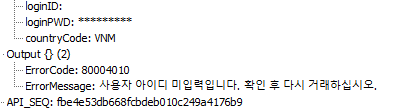 loginID:
loginPWD: *********
countryCode: VNM
Output {} (2)
ErrorCode: 80004010
ErrorMessage: 사용자 아이디 미입력입니다. 확인 후 다시 거래하십시오.
API_SEQ: fbe4e53db668fcbdeb010c249a4176b9